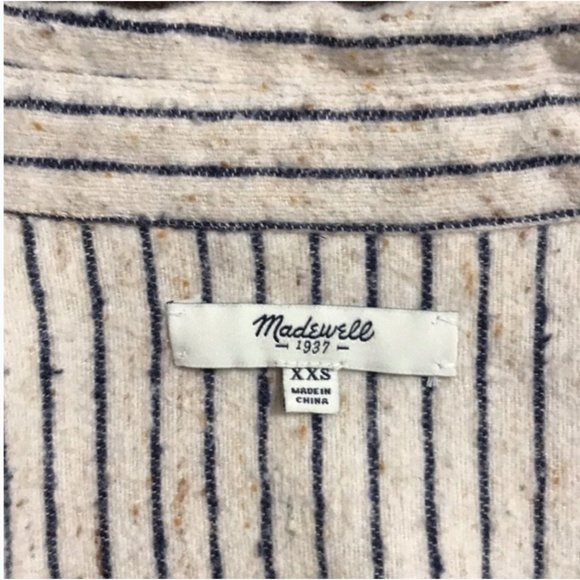 Madewell
- 1937 -
XXS
MADE IN
CHINA